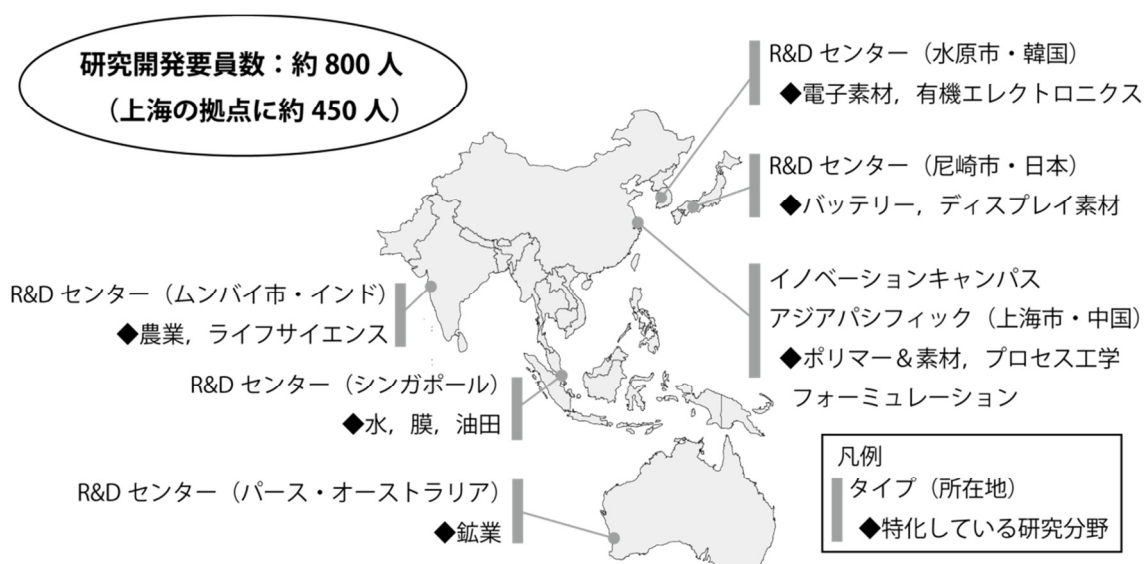 研究開発要員数：約 800 人
（上海の拠点に約 450 人）
R&D センター（水原市・韓国）
◆電子素材，有機エレクトロニクス
R&D センター（尼崎市・日本）
◆バッテリー，ディスプレイ素材
イノベーションキャンパス
アジアパシフィック（上海市・中国）
◆ポリマー＆素材，プロセス工学
フォーミュレーション
R&D センター（ムンバイ市・インド）
◆農業，ライフサイエンス
R&D センター（シンガポール）
◆水，膜，油田
R&D センター（パース・オーストラリア）
◆鉱業
凡例
タイプ（所在地）
◆特化している研究分野